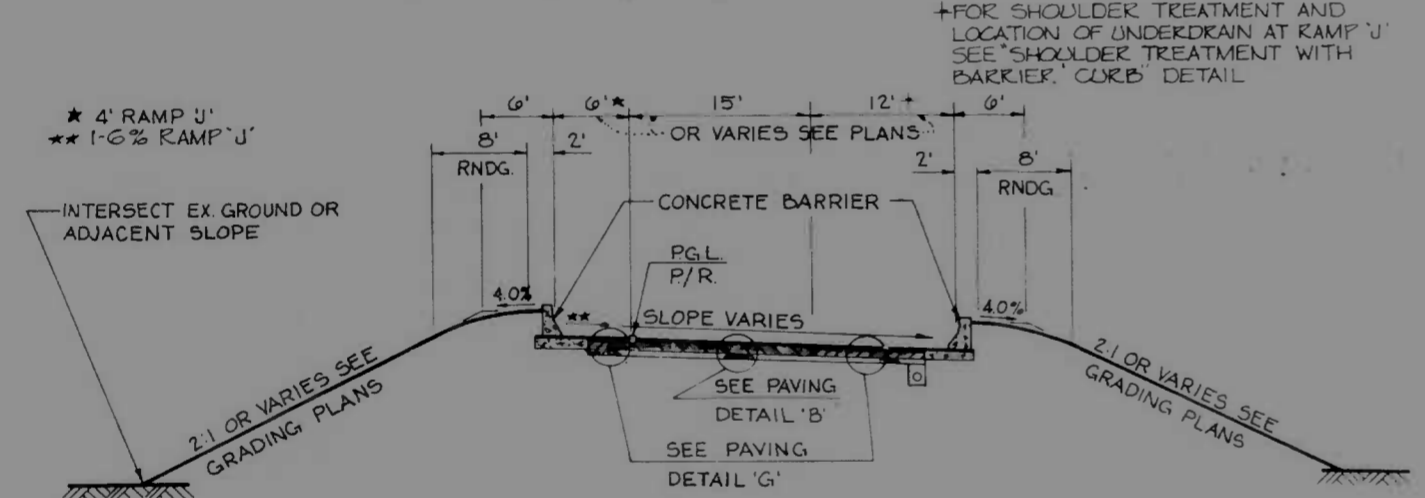 +FOR SHOULDER TREATMENT AND
LOCATION OF UNDERDRAIN AT RAMP 'J'
SEE "SHOULDER TREATMENT WITH
BARRIER. CURB" DETAIL
★ 4' RAMP 'J'
★★ 1-6% RAMP 'J'
6'
6'★
15'
12' +
6'
OR VARIES SEE PLANS
8'
RNDG.
2'
2'
8'
RNDG
INTERSECT EX. GROUND OR
ADJACENT SLOPE
CONCRETE BARRIER
P.G.L.
P/R.
4.0%
★★
SLOPE VARIES
4.0%
2:1 OR VARIES SEE
GRADING PLANS
SEE PAVING
DETAIL 'B'
SEE PAVING
DETAIL 'G'
2:1 OR VARIES SEE
GRADING PLANS